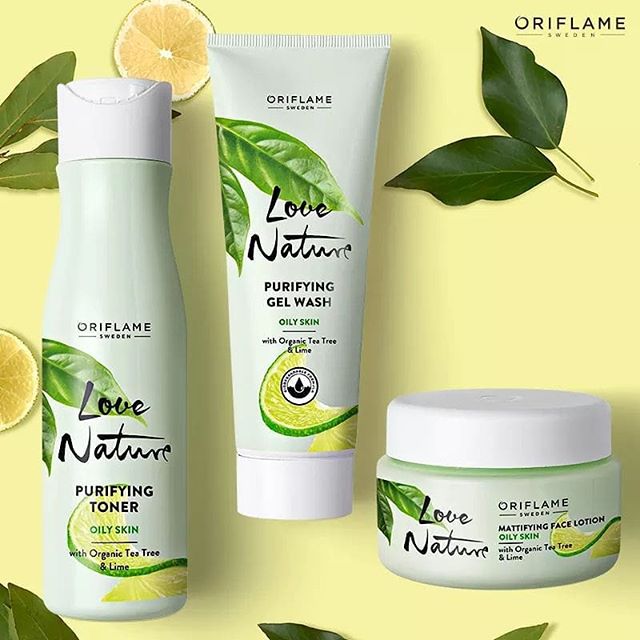 ORIFLAME
SWEDEN
ORIFLAME
SWEDEN
Love
Nature
PURIFYING
GEL WASH
OILY SKIN
with Organic Tea Tree
& Lime
ORIFLAME
SWEDEN
Love
Nature
PURIFYING
TONER
OILY SKIN
with Organic Tea Tree
& Lime
Love
Nature
ORIFLAME
SWEDEN
MATTIFYING FACE LOTION
OILY SKIN
with Organic Tea Tree
& Lime